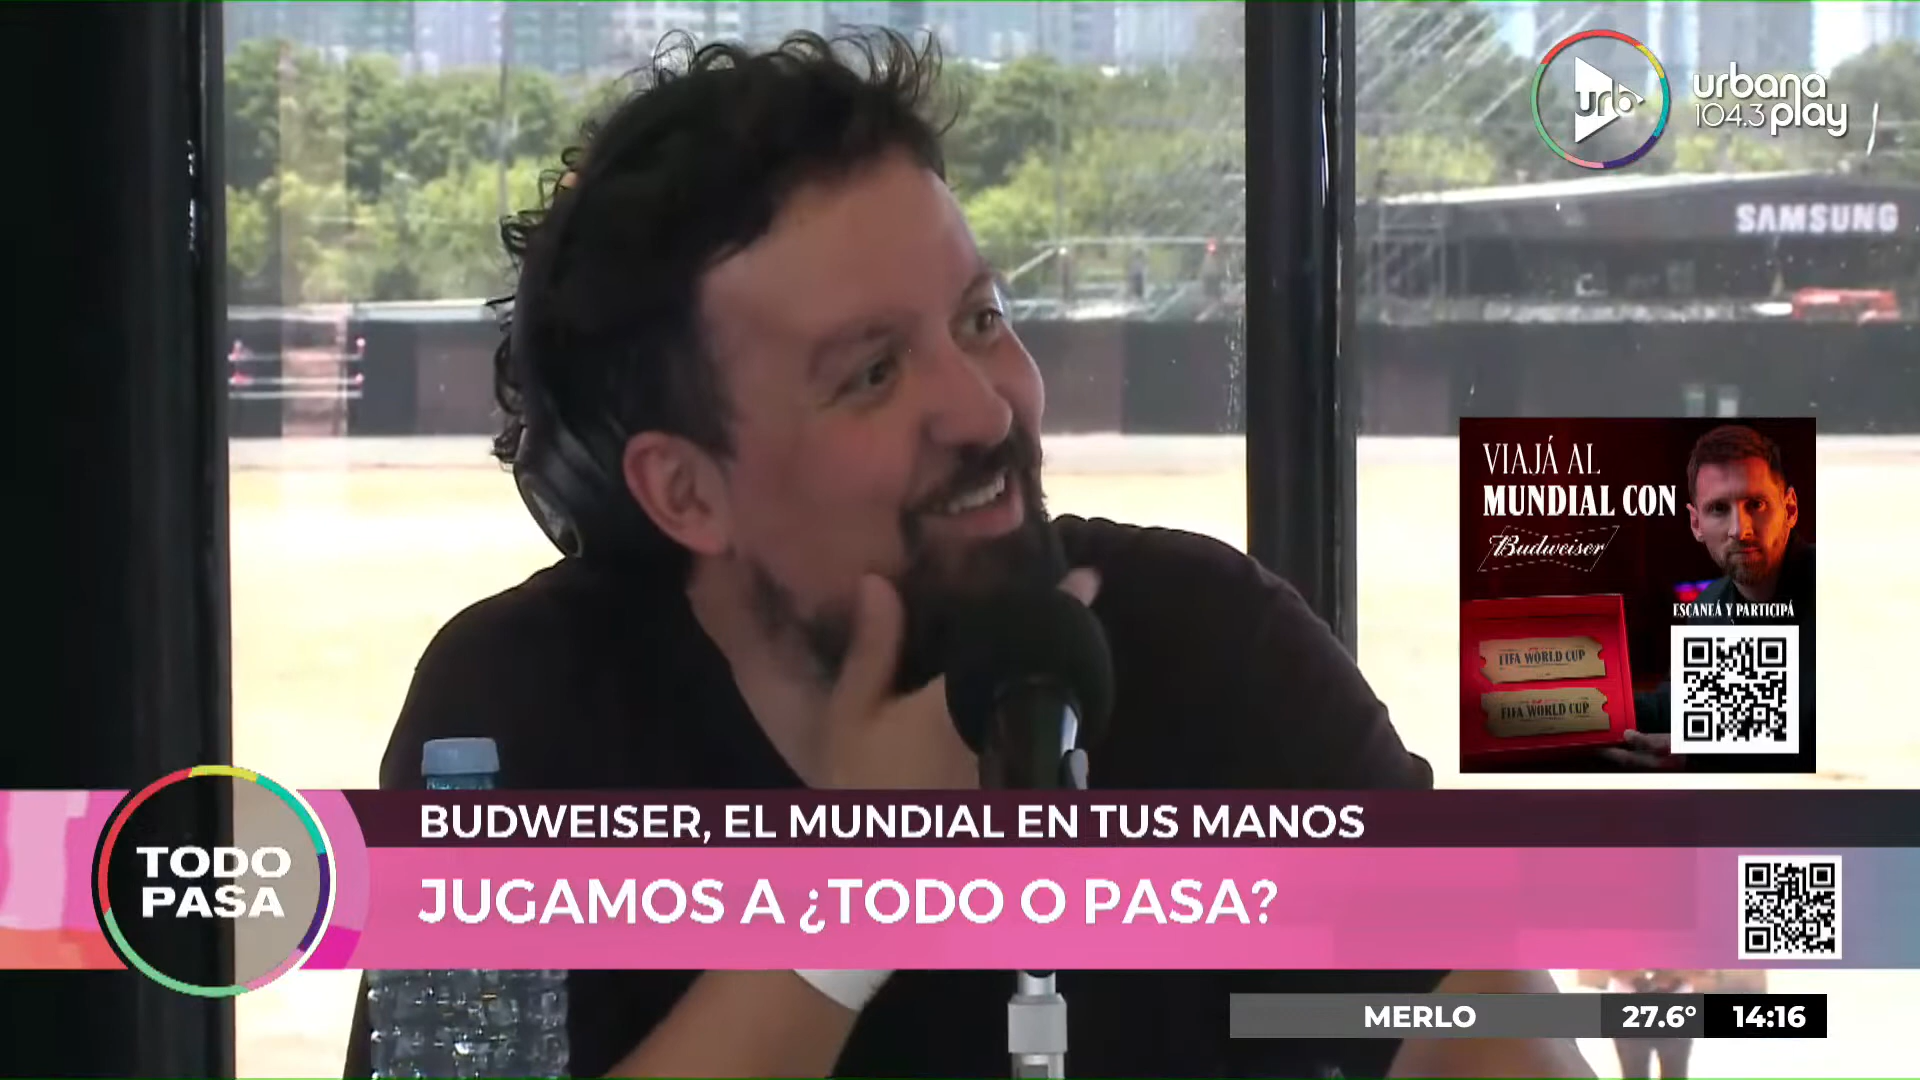 urb
urbana
104.3 play
SAMSUNG
VIAJÁ AL
MUNDIAL CON
Budweiser
ESCANEÁ Y PARTICIPÁ
FIFA WORLD CUP
FIFA WORLD CUP
BUDWEISER, EL MUNDIAL EN TUS MANOS
TODO
PASA
JUGAMOS A ¿TODO O PASA?
MERLO 27.6° 14:16